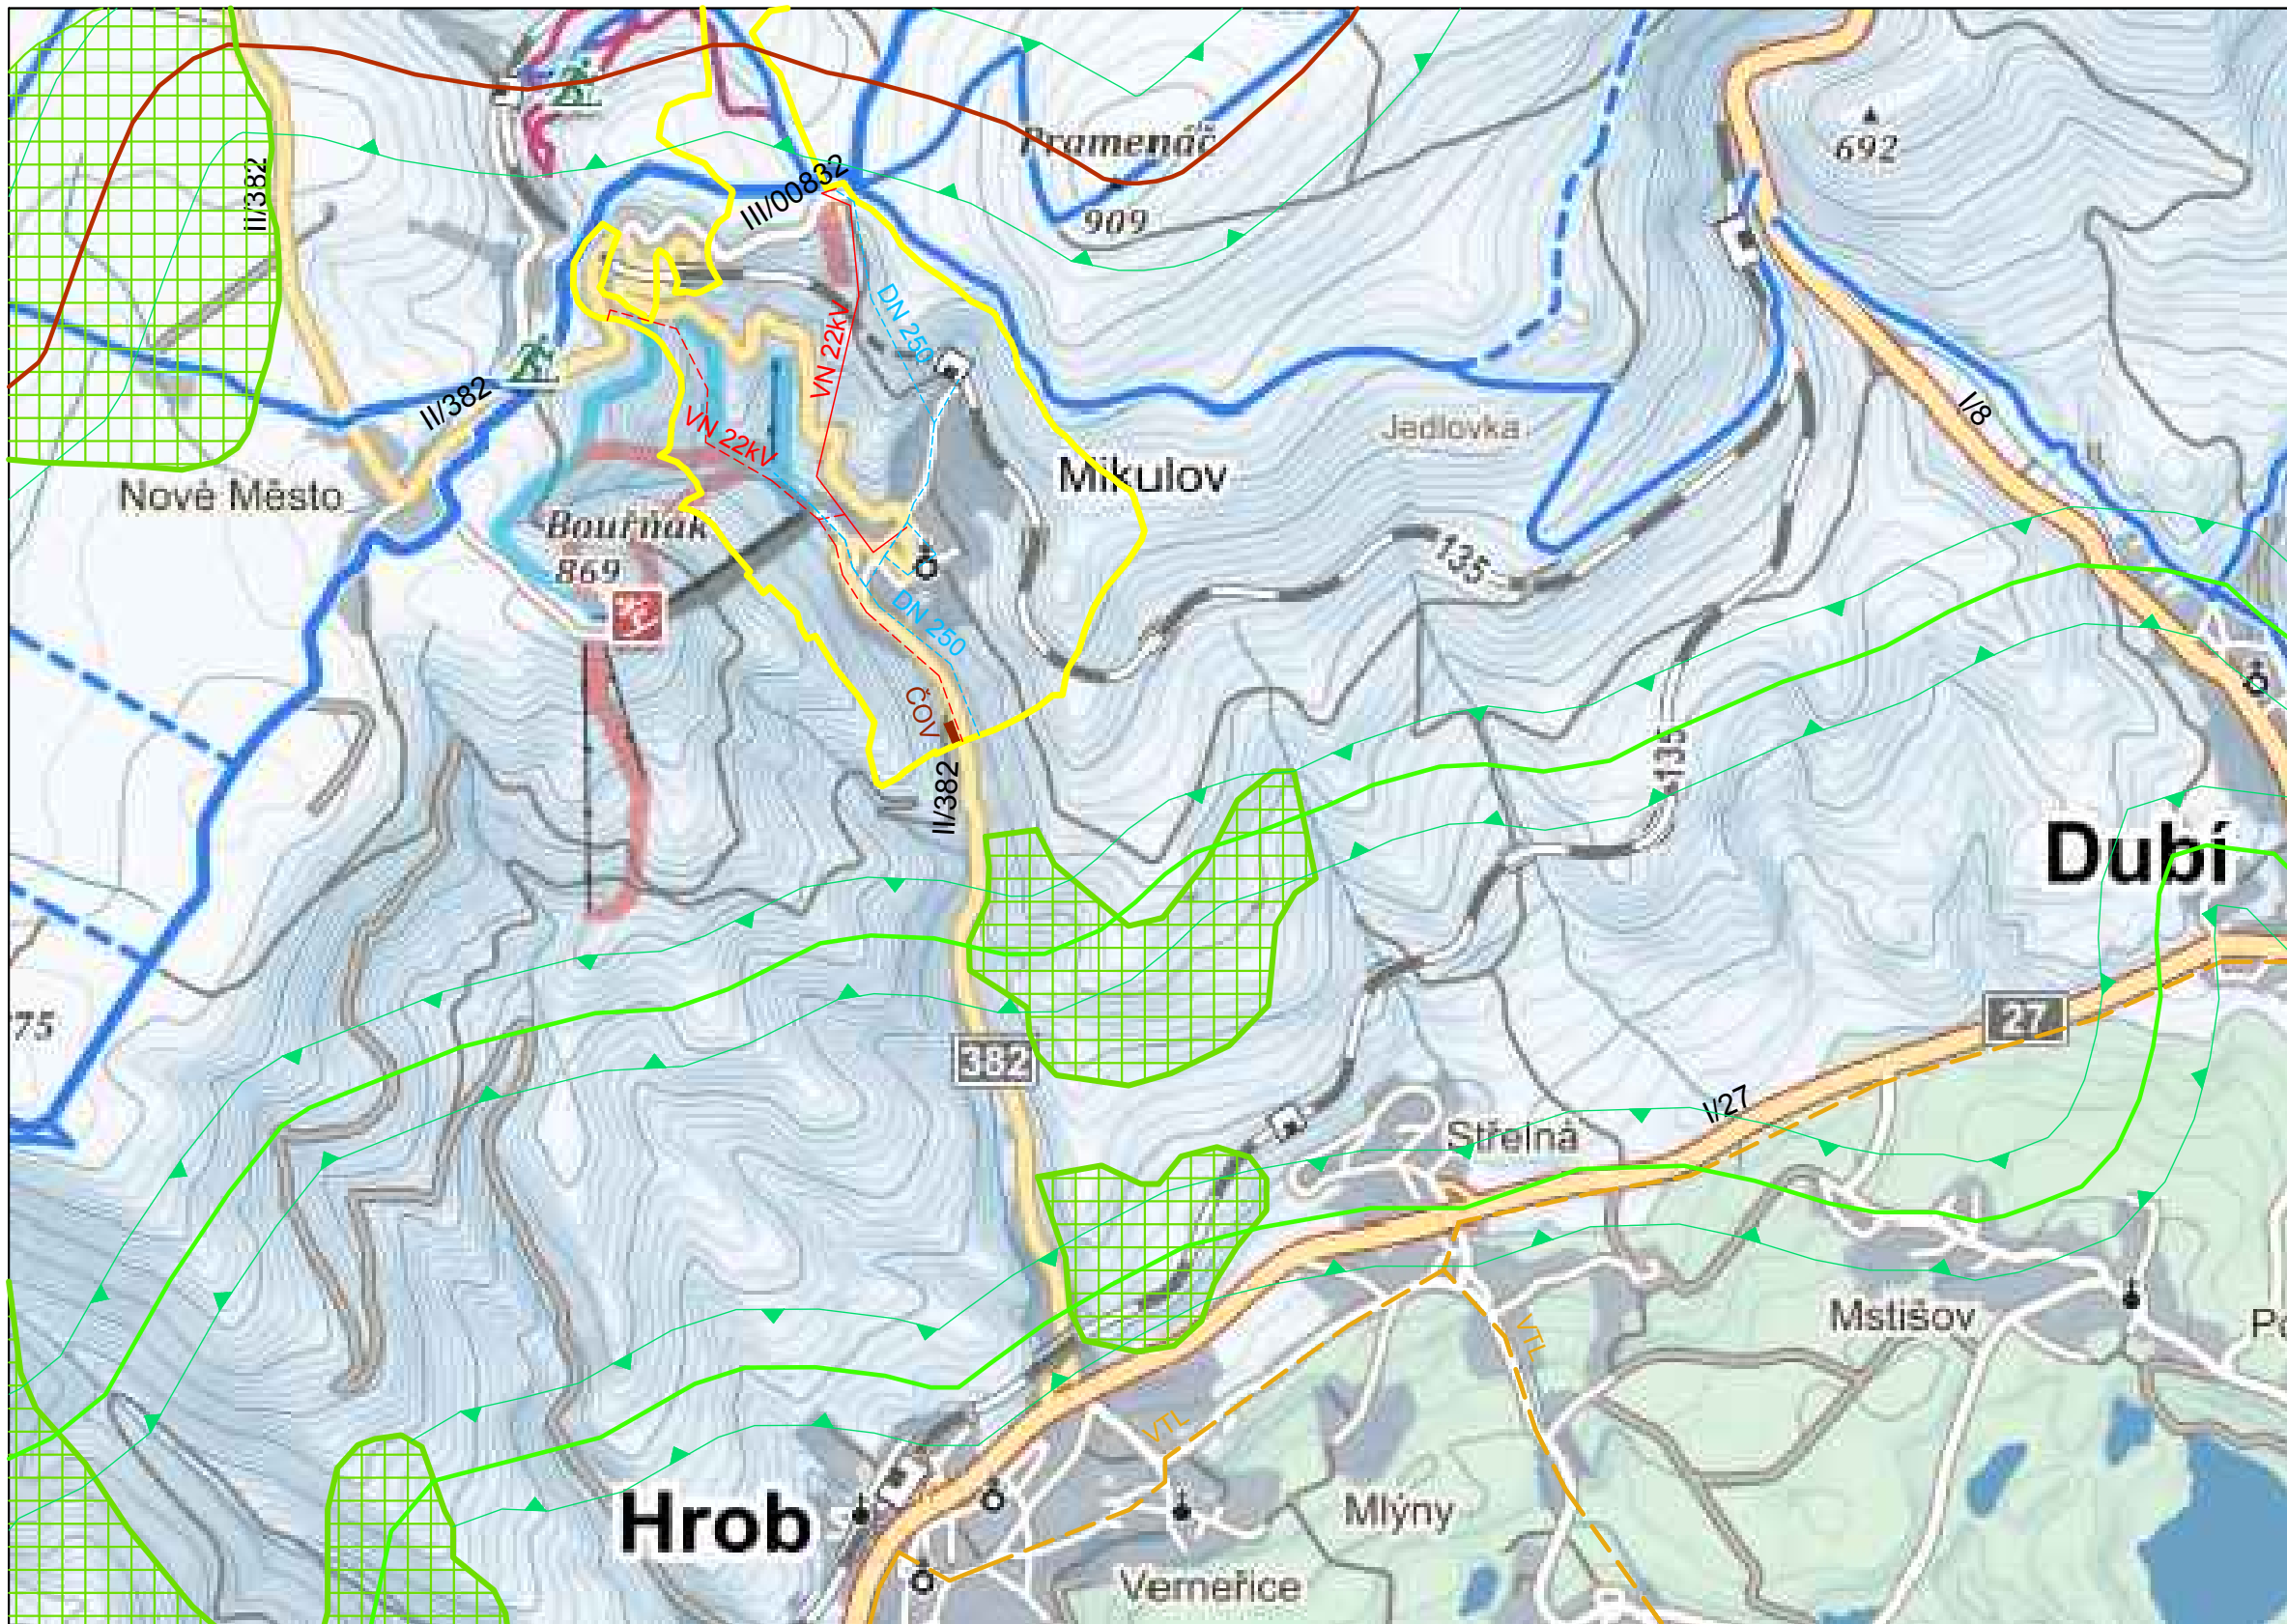 Pramenáč
909
692
II/382
III/00832
DN 250
VN 22kV
II/382
VN 22kV
I/8
Jedlovka
Mikulov
Nové Město
Bouřňák
869
135
DN 250
ČOV
II/382
135
Dubí
75
27
382
I/27
Střelná
VTL
Mstišov
VTL
Hrob
Mlýny
Verneřice